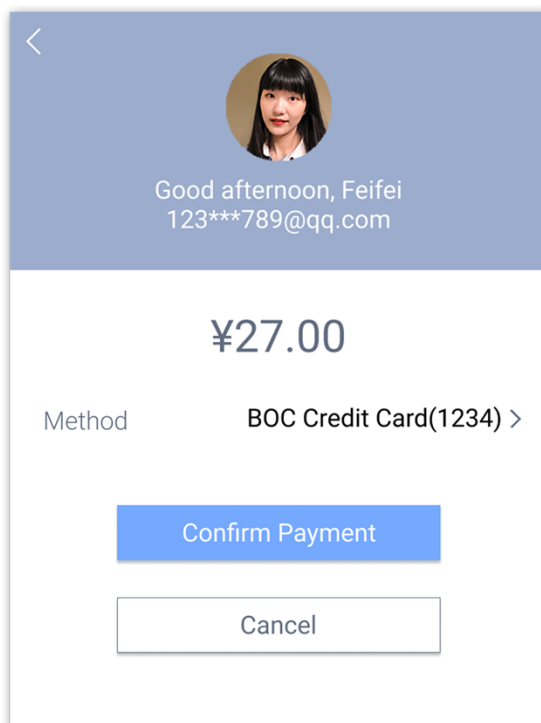 Good afternoon, Feifei
123***789@qq.com
¥27.00
Method BOC Credit Card(1234)
Confirm Payment
Cancel